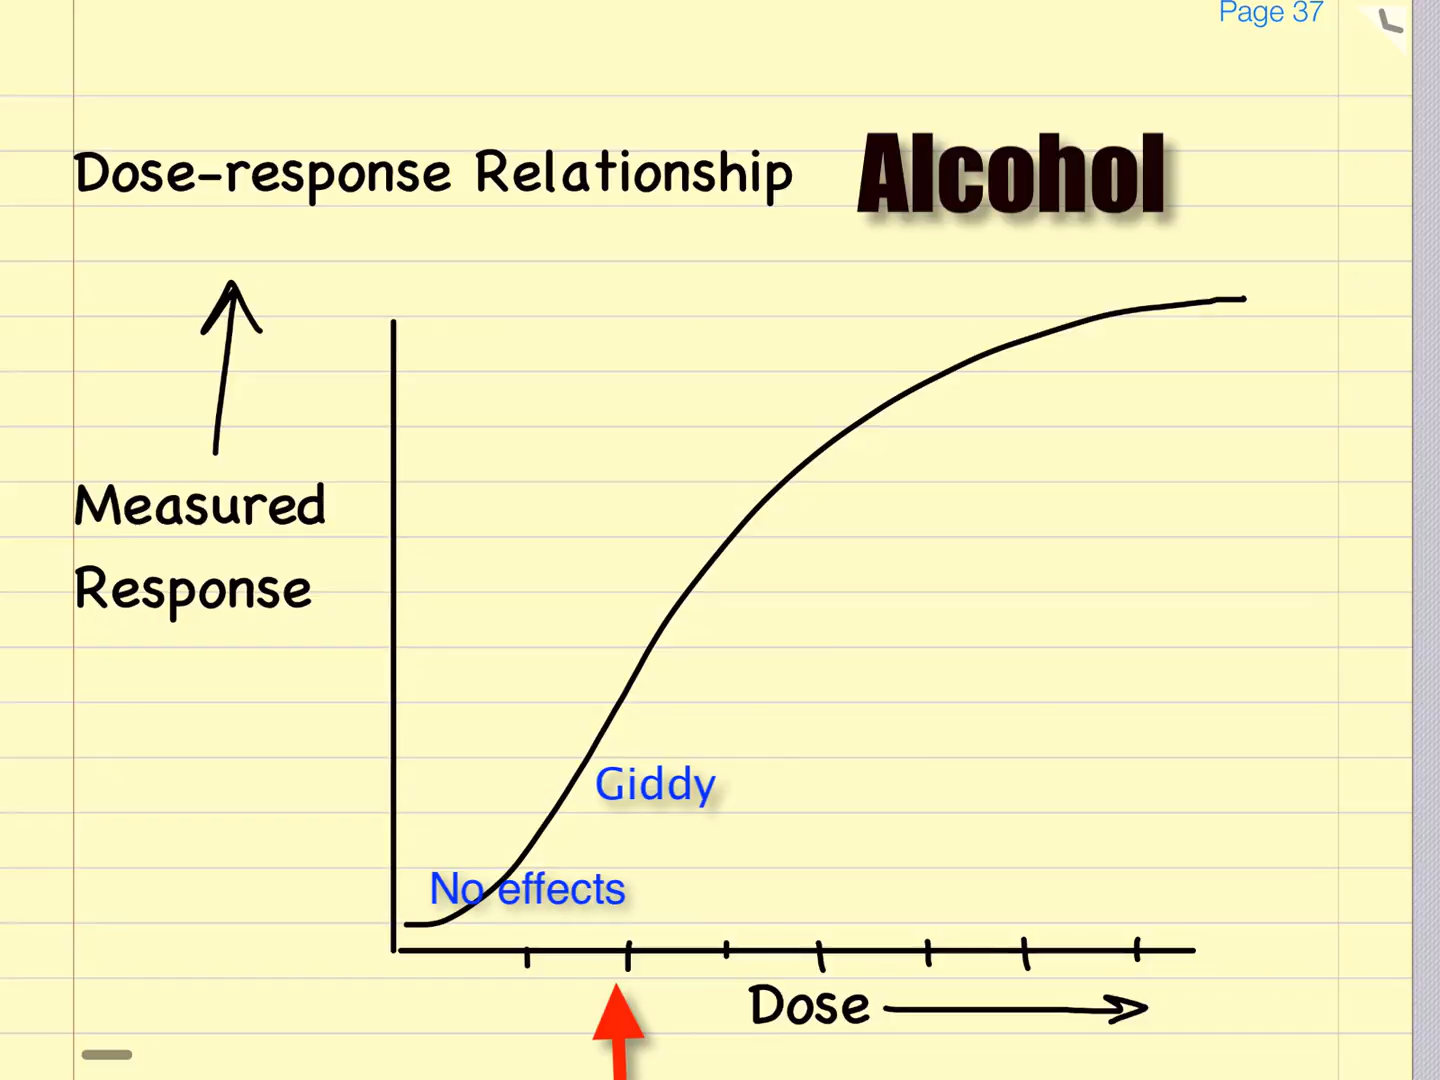 Page 37
Dose-response Relationship Alcohol
Measured
Response
Giddy
No effects
Dose